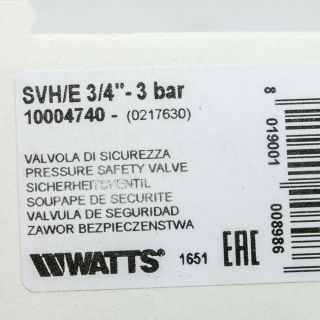 SVH/E 3/4"- 3 bar
10004740 - (0217630)
VALVOLA DI SICUREZZA
PRESSURE SAFETY VALVE
SICHERHEITSVENTIL
SOUPAPE DE SECURITE
VALVULA DE SEGURIDAD
ZAWOR BEZPIECZENSTWA
WATTS 1651 EAC
8 019001 008986